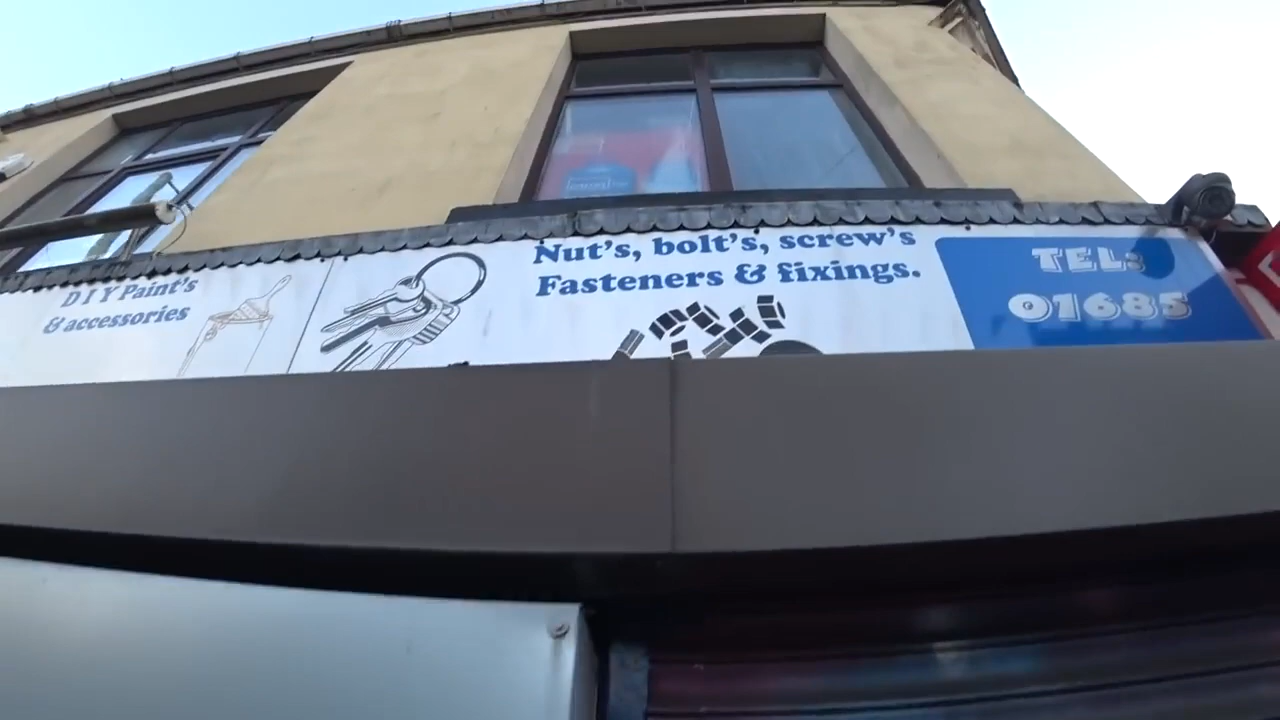 D I Y Paint's
& accessories
Nut's, bolt's, screw's
Fasteners & fixings.
TEL:
01685